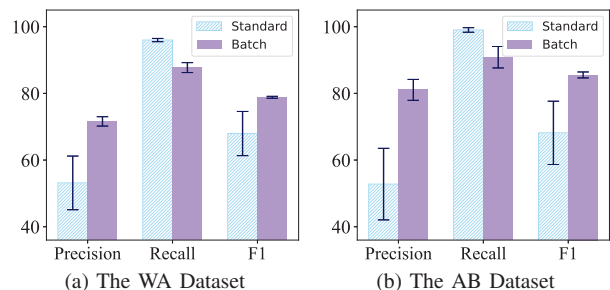 Standard
Batch
100
80
60
40
Precision
Recall
F1
(a) The WA Dataset
Standard
Batch
100
80
60
40
Precision
Recall
F1
(b) The AB Dataset